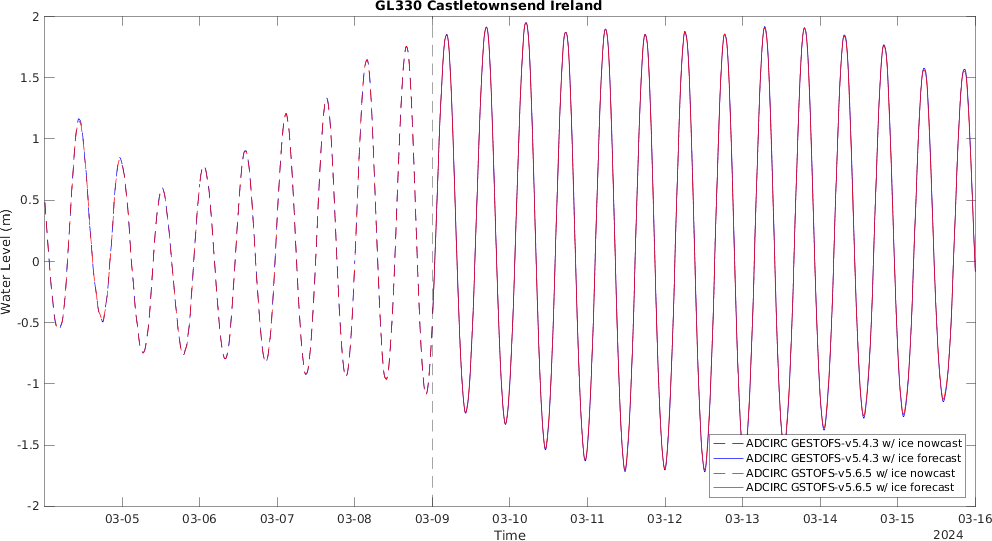 GL330 Castletownsend Ireland
2
1.5
1
0.5
0
-0.5
-1
-1.5
-2
Water Level (m)
ADCIRC GESTOFS-v5.4.3 w/ ice nowcast
ADCIRC GESTOFS-v5.4.3 w/ ice forecast
ADCIRC GSTOFS-v5.6.5 w/ ice nowcast
ADCIRC GSTOFS-v5.6.5 w/ ice forecast
03-05 03-06 03-07 03-08 03-09 03-10 03-11 03-12 03-13 03-14 03-15 03-16
Time
2024